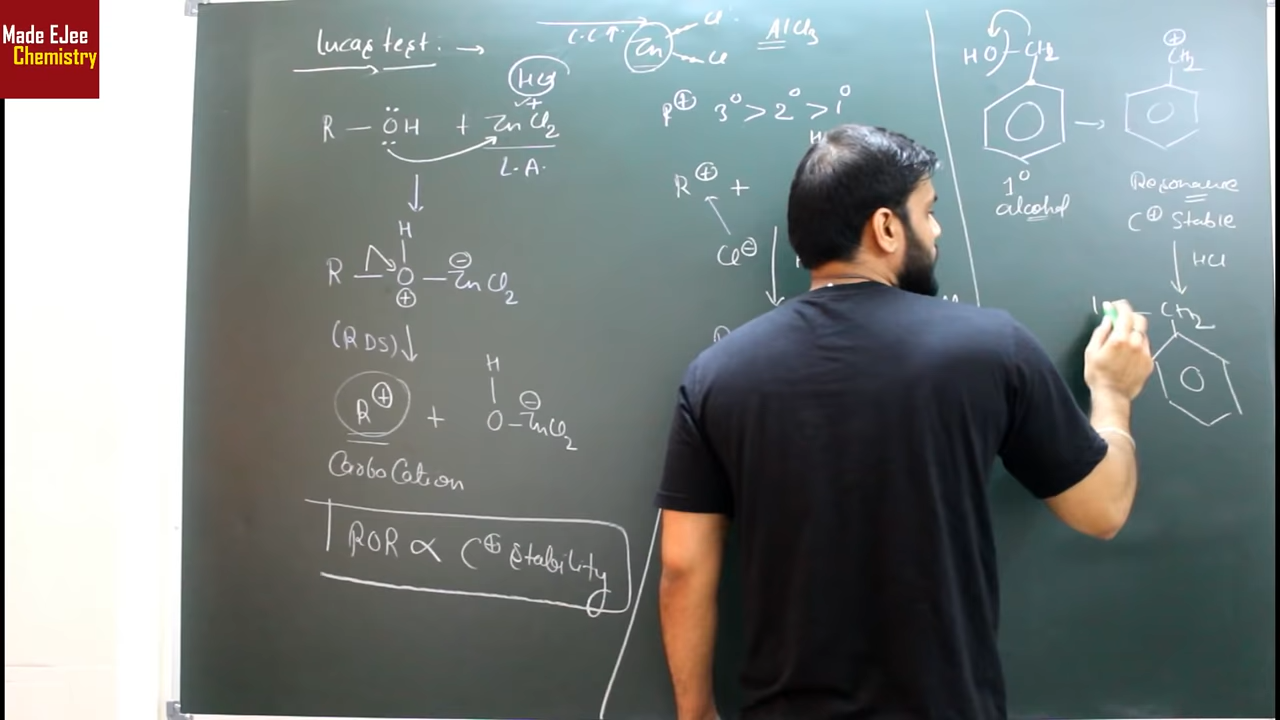 Made EJee
Chemistry
Lucas test: →
HCl
+
R — ÖH + ZnCl2
L.A.
H
R — O — ZnCl2
⊕ ⊖
(RDS)
R⊕ + H
O — ZnCl2
⊖
CarboCation
ROR ∝ C⊕ Stability
Zn
Cl
Cl
AlCl3
R⊕ 3° > 2° > 1°
R⊕ +
Cl⊖
HO — CH2
→
⊕
CH2
1°
alcohol
Resonance
C⊕ Stable
HCl
CH2